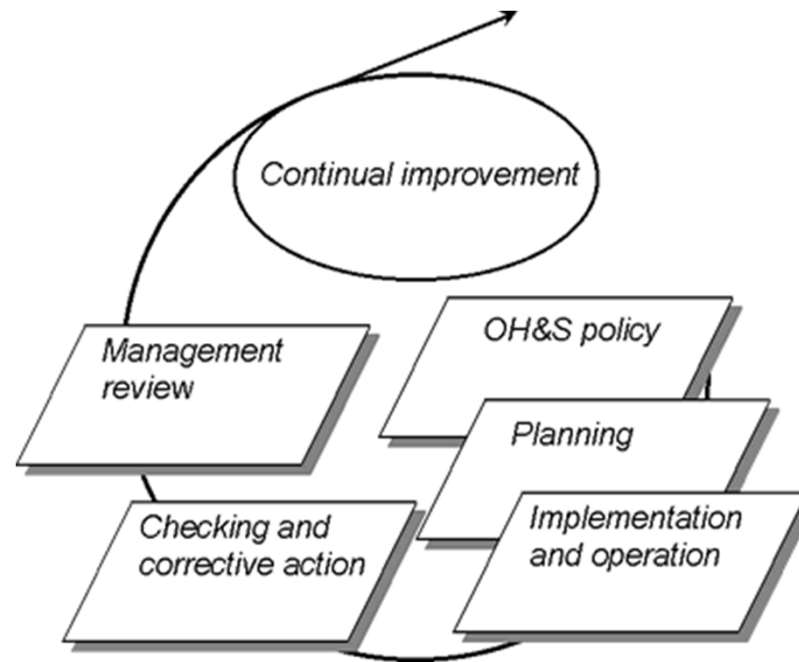 Continual improvement
OH&S policy
Management
review
Planning
Implementation
and operation
Checking and
corrective action